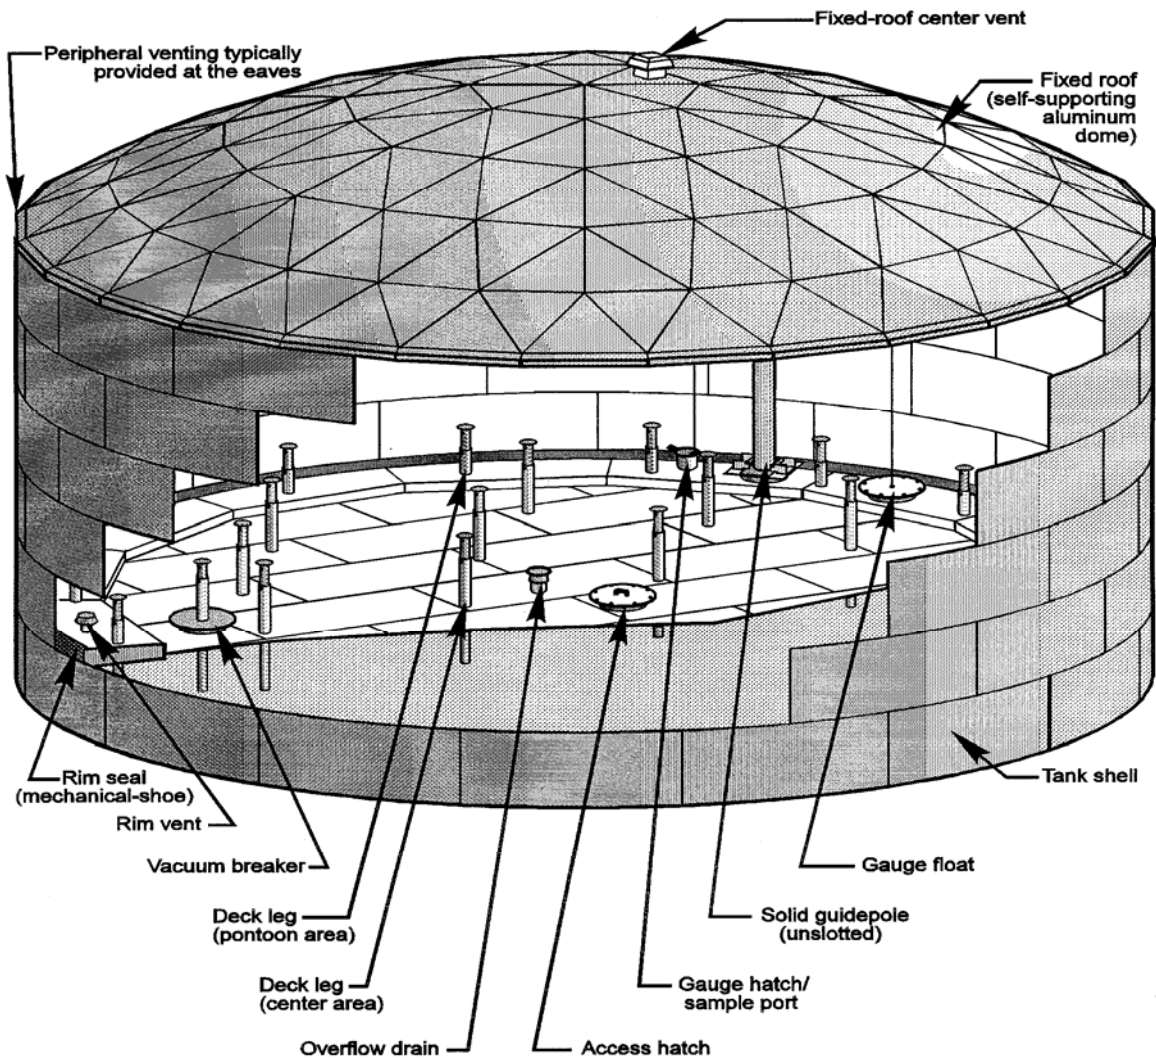 Fixed-roof center vent
Peripheral venting typically
provided at the eaves
Fixed roof
(self-supporting
aluminum
dome)
Rim seal
(mechanical-shoe)
Rim vent
Tank shell
Vacuum breaker
Gauge float
Deck leg
(pontoon area)
Solid guidepole
(unslotted)
Deck leg
(center area)
Gauge hatch/
sample port
Overflow drain
Access hatch